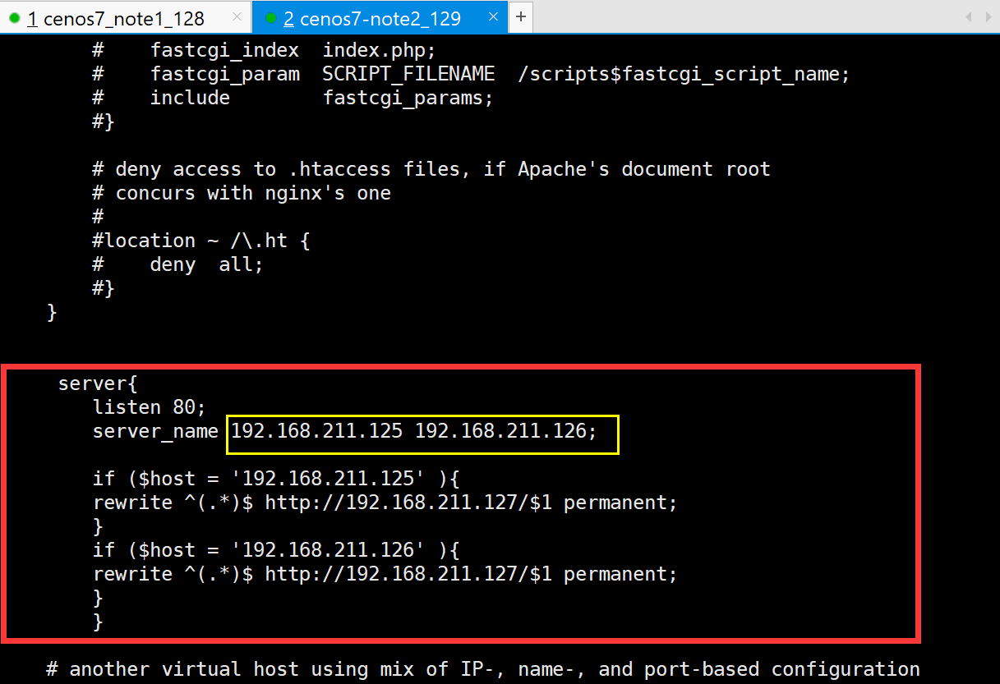 1 cenos7_note1_128 × 2 cenos7-note2_129 × +
#    fastcgi_index  index.php;
#    fastcgi_param  SCRIPT_FILENAME  /scripts$fastcgi_script_name;
#    include        fastcgi_params;
#}
# deny access to .htaccess files, if Apache's document root
# concurs with nginx's one
#
#location ~ /\.ht {
#    deny  all;
#}
}
server{
listen 80;
server_name 192.168.211.125 192.168.211.126;
if ($host = '192.168.211.125' ){
rewrite ^(.*)$ http://192.168.211.127/$1 permanent;
}
if ($host = '192.168.211.126' ){
rewrite ^(.*)$ http://192.168.211.127/$1 permanent;
}
}
# another virtual host using mix of IP-, name-, and port-based configuration